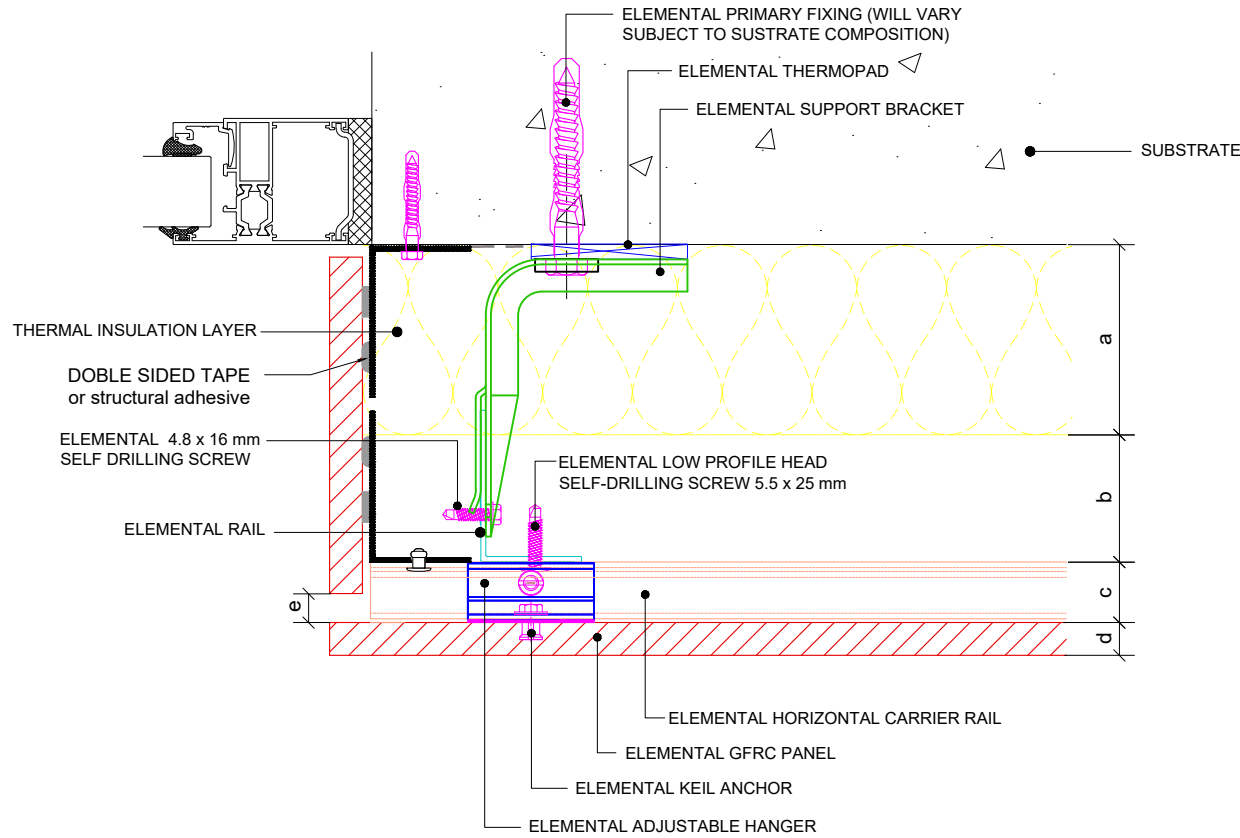 ELEMENTAL PRIMARY FIXING (WILL VARY
SUBJECT TO SUSTRATE COMPOSITION)
ELEMENTAL THERMOPAD
ELEMENTAL SUPPORT BRACKET
SUBSTRATE
THERMAL INSULATION LAYER
DOBLE SIDED TAPE
or structural adhesive
ELEMENTAL 4.8 x 16 mm
SELF DRILLING SCREW
ELEMENTAL LOW PROFILE HEAD
SELF-DRILLING SCREW 5.5 x 25 mm
ELEMENTAL RAIL
a
b
c
d
e
ELEMENTAL HORIZONTAL CARRIER RAIL
ELEMENTAL GFRC PANEL
ELEMENTAL KEIL ANCHOR
ELEMENTAL ADJUSTABLE HANGER